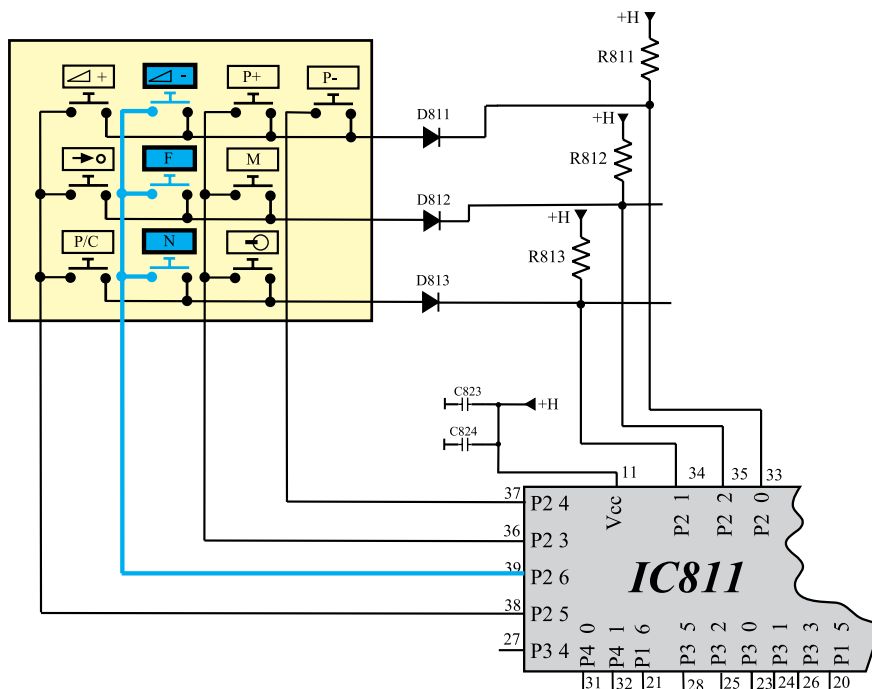 +H
R811
+
-
P+
P-
D811
+H
R812
F
M
D812
+H
R813
P/C
N
D813
C823
+H
C824
11
34
35
33
37
P2 4
Vcc
P2 1
P2 2
P2 0
36
P2 3
39
P2 6
IC811
38
P2 5
27
P3 4
P4 0
P4 1
P1 6
P3 5
P3 2
P3 0
P3 1
P3 3
P1 5
31
32
21
28
25
23
24
26
20